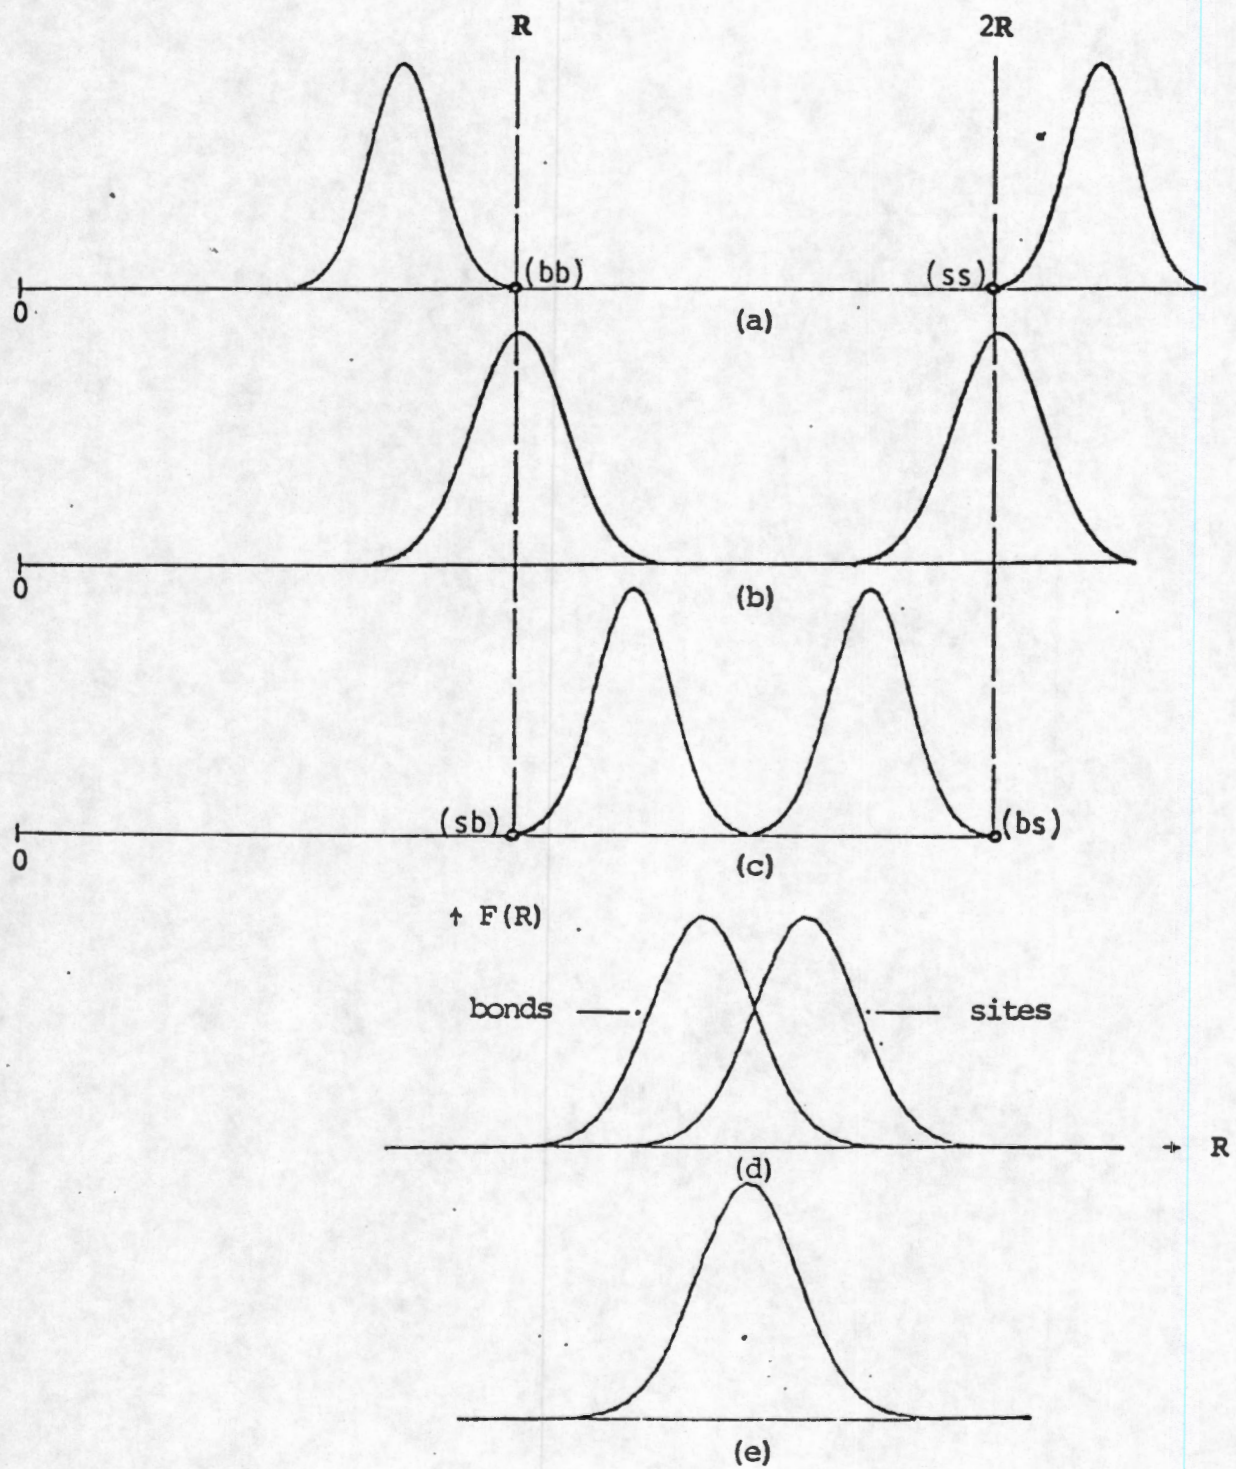 R 2R
(bb) (ss)
0 (a)
0 (b)
(sb) (bs)
0 (c)
↑ F(R)
bonds sites
→ R
(d)
(e)